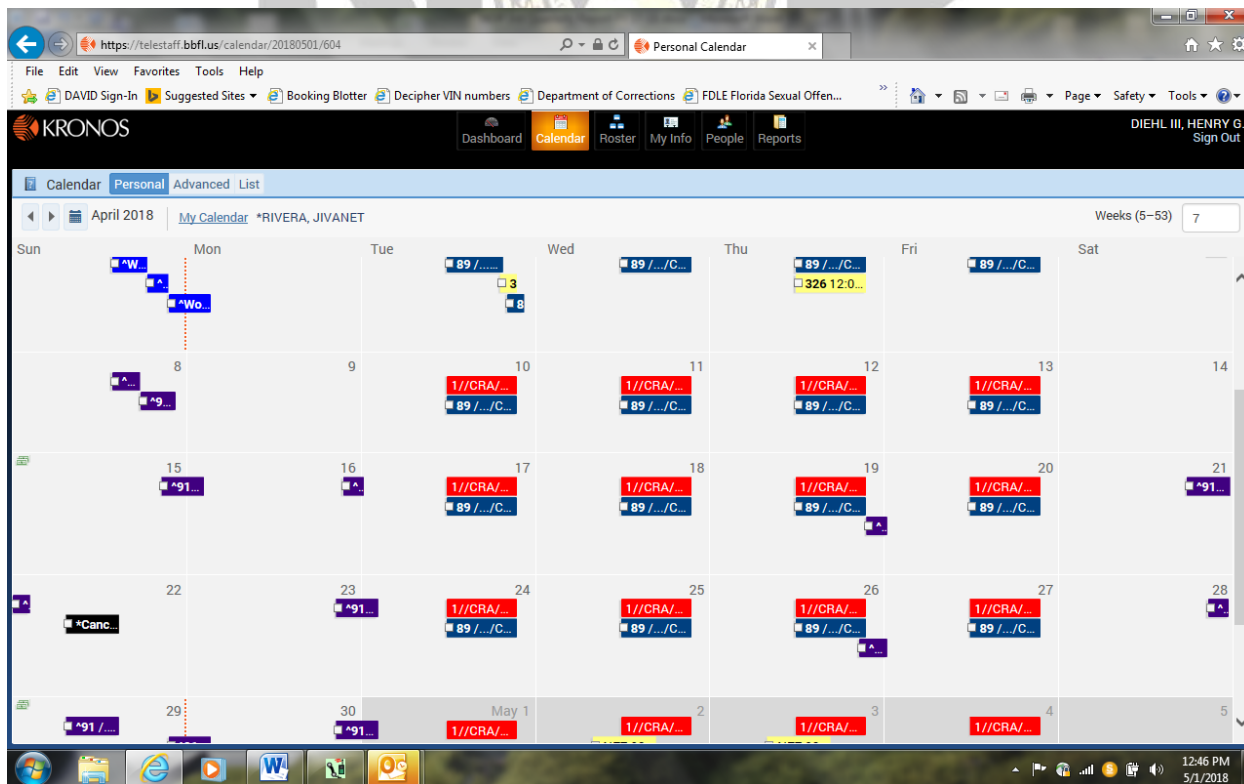 https://telestaff.bbfl.us/calendar/20180501/604
Personal Calendar
File Edit View Favorites Tools Help
DAVID Sign-In Suggested Sites Booking Blotter Decipher VIN numbers Department of Corrections FDLE Florida Sexual Offen... » Page Safety Tools
KRONOS
Dashboard Calendar Roster My Info People Reports
DIEHL III, HENRY G.
Sign Out
Calendar Personal Advanced List
April 2018 My Calendar *RIVERA, JIVANET Weeks (5–53) 7
Sun Mon Tue Wed Thu Fri Sat
^W... 89 /...... 89 /.../C... 89 /.../C... 89 /.../C...
^. 3 326 12:0...
^Wo... 8
8 9 10 11 12 13 14
^... 1//CRA/... 1//CRA/... 1//CRA/... 1//CRA/...
^9... 89 /.../C... 89 /.../C... 89 /.../C... 89 /.../C...
15 16 17 18 19 20 21
^91... ^. 1//CRA/... 1//CRA/... 1//CRA/... 1//CRA/... ^91...
89 /.../C... 89 /.../C... 89 /.../C... 89 /.../C...
^.
22 23 24 25 26 27 28
^ ^91... 1//CRA/... 1//CRA/... 1//CRA/... 1//CRA/... ^.
*Canc... 89 /.../C... 89 /.../C... 89 /.../C... 89 /.../C...
^...
29 30 May 1 2 3 4 5
^91 /.... ^91... 1//CRA/... 1//CRA/... 1//CRA/... 1//CRA/...
12:46 PM
5/1/2018